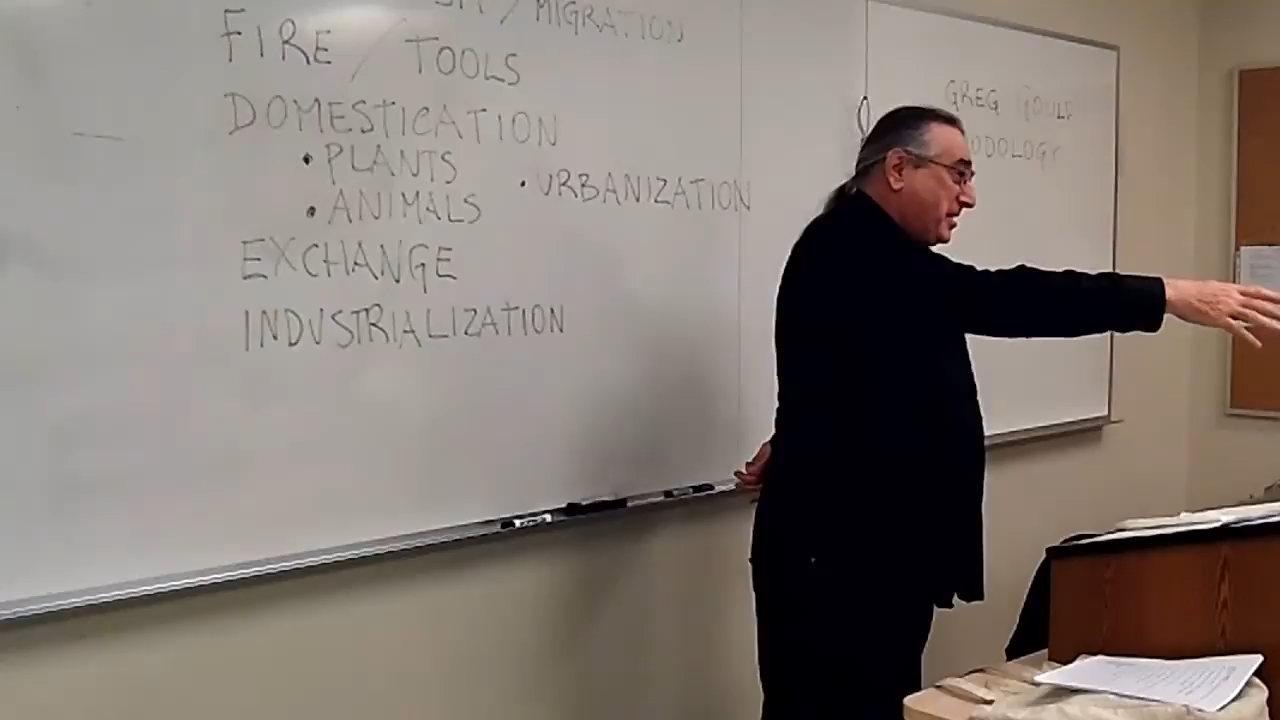 / MIGRATION
FIRE / TOOLS
DOMESTICATION
• PLANTS
• URBANIZATION
• ANIMALS
EXCHANGE
INDUSTRIALIZATION
GREG